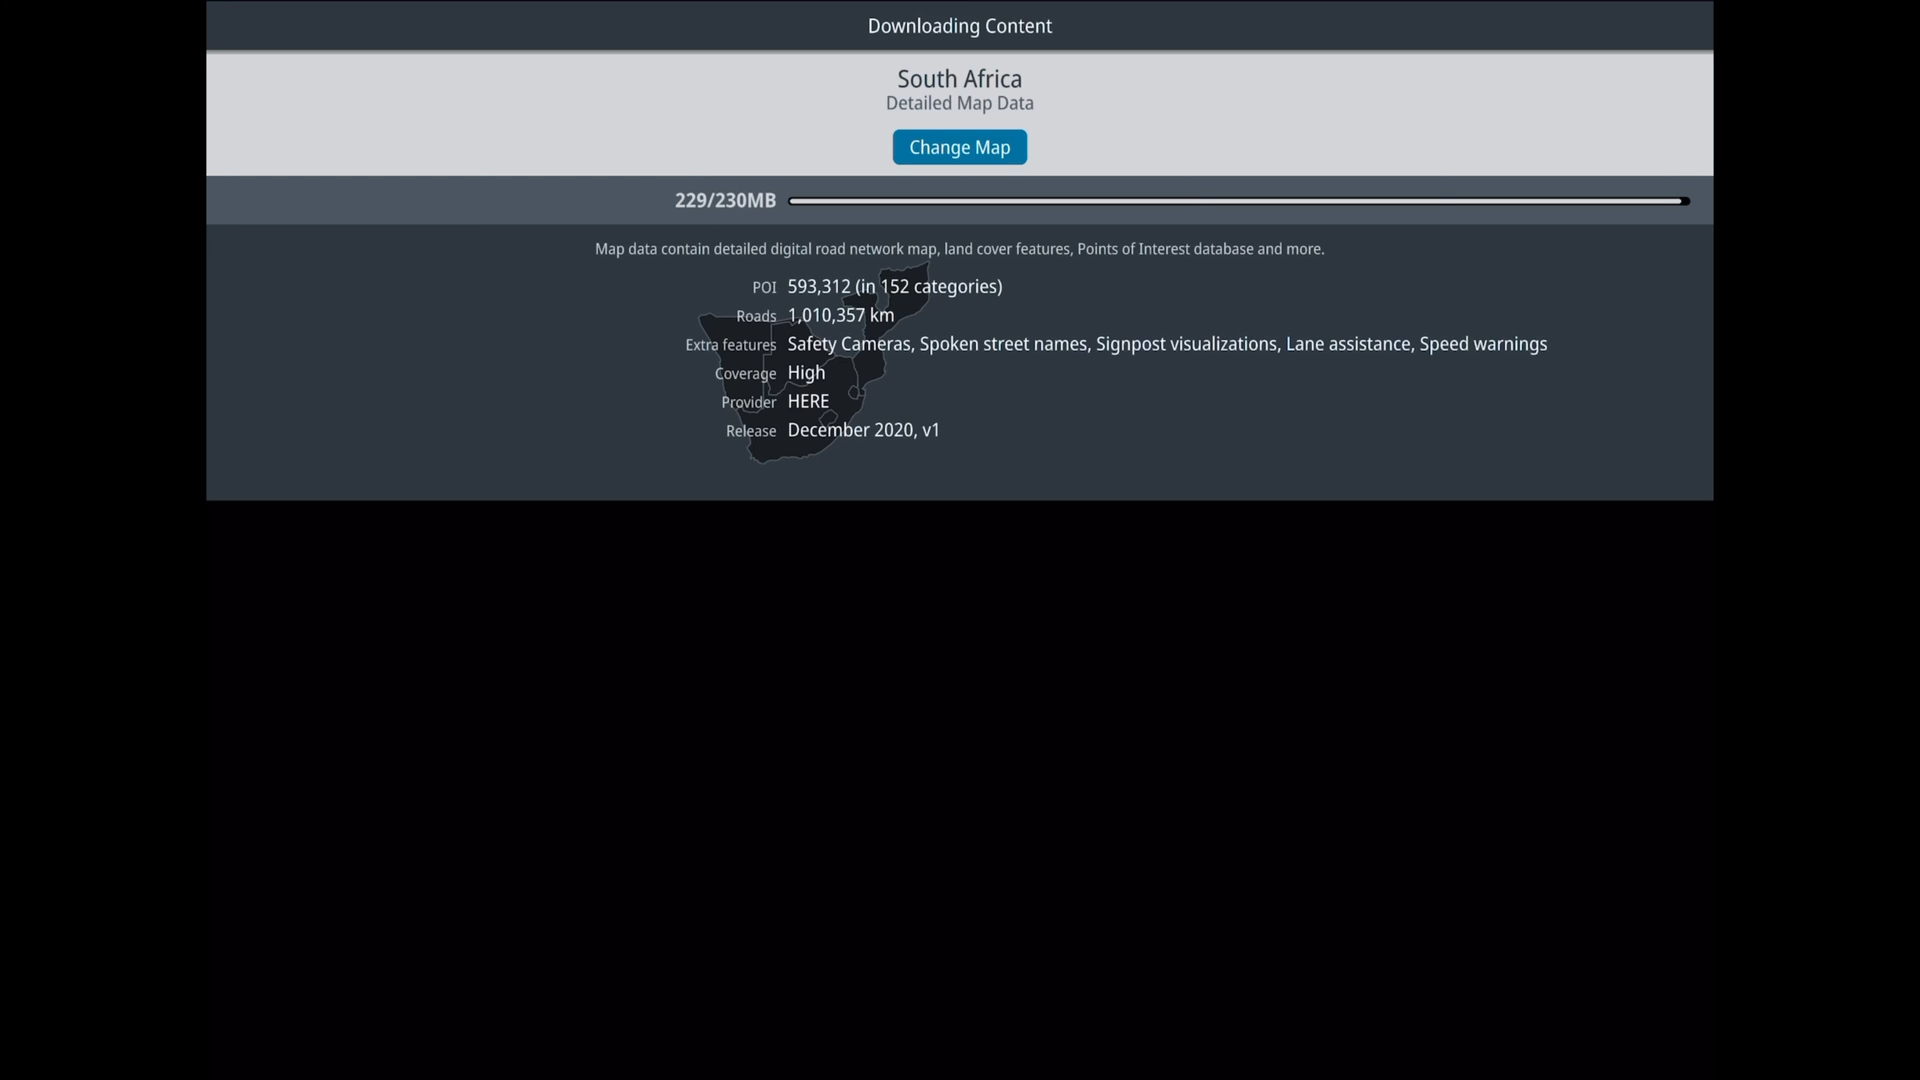 Downloading Content
South Africa
Detailed Map Data
Change Map
229/230MB
Map data contain detailed digital road network map, land cover features, Points of Interest database and more.
POI 593,312 (in 152 categories)
Roads 1,010,357 km
Extra features Safety Cameras, Spoken street names, Signpost visualizations, Lane assistance, Speed warnings
Coverage High
Provider HERE
Release December 2020, v1